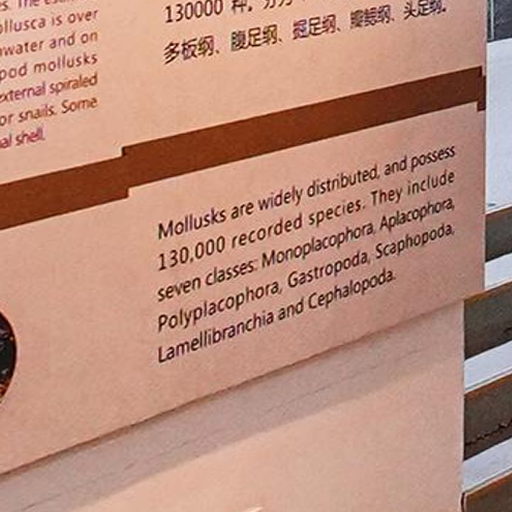 ollusca is over
water and on
pod mollusks
external spiraled
or snails. Some
al shell.
130000 种。
多板纲、腹足纲、掘足纲、瓣鳃纲、头足纲。
Mollusks are widely distributed, and possess
130,000 recorded species. They include
seven classes: Monoplacophora, Aplacophora,
Polyplacophora, Gastropoda, Scaphopoda,
Lamellibranchia and Cephalopoda.